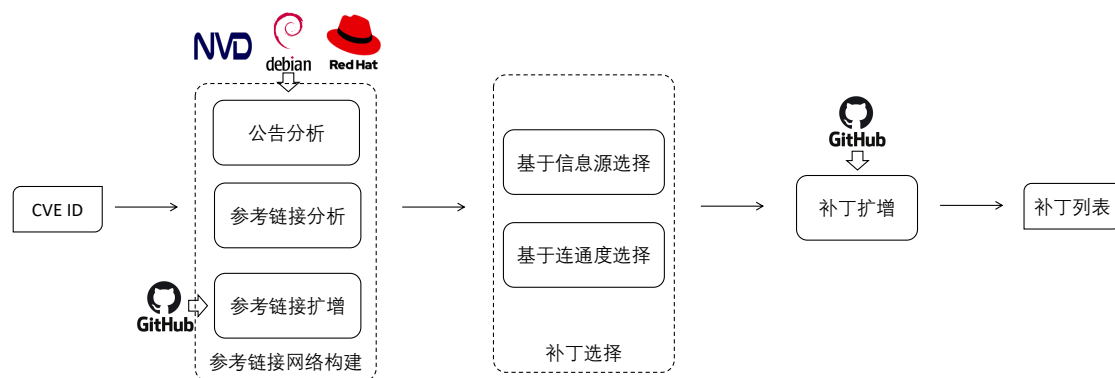 NVD
debian
Red Hat
公告分析
参考链接分析
参考链接扩增
参考链接网络构建
CVE ID
GitHub
基于信息源选择
基于连通度选择
补丁选择
GitHub
补丁扩增
补丁列表